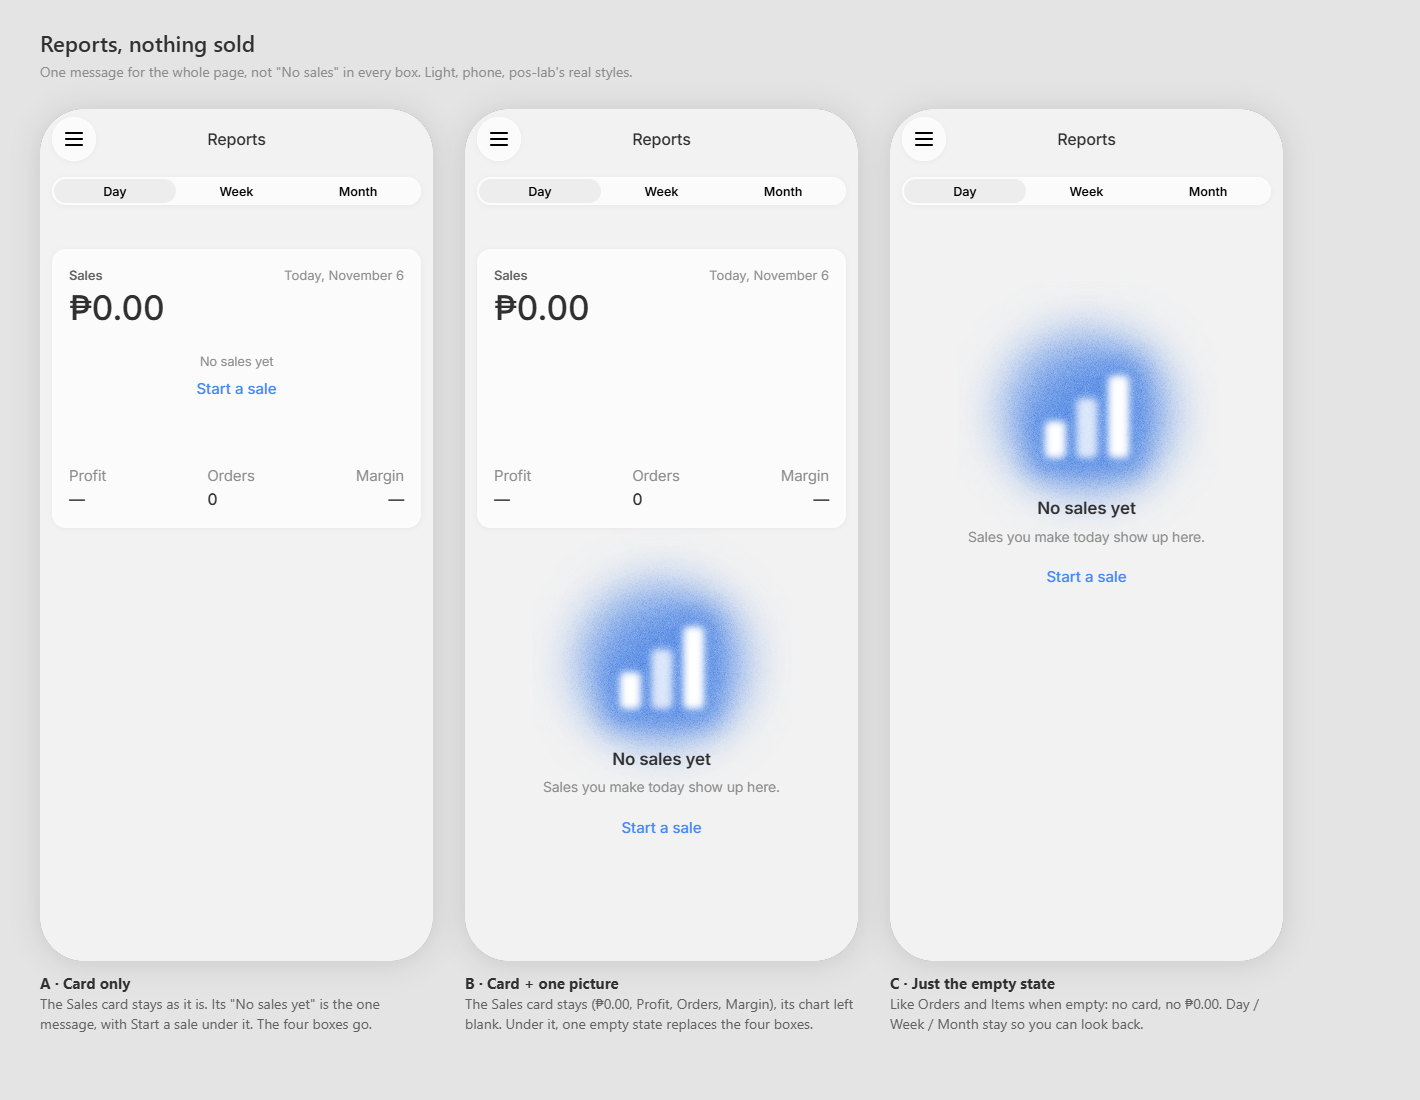 Reports, nothing sold
One message for the whole page, not "No sales" in every box. Light, phone, pos-lab's real styles.
Reports
Day Week Month
Sales Today, November 6
₱0.00
No sales yet
Start a sale
Profit Orders Margin
— 0 —
A · Card only
The Sales card stays as it is. Its "No sales yet" is the one
message, with Start a sale under it. The four boxes go.
Reports
Day Week Month
Sales Today, November 6
₱0.00
Profit Orders Margin
— 0 —
No sales yet
Sales you make today show up here.
Start a sale
B · Card + one picture
The Sales card stays (₱0.00, Profit, Orders, Margin), its chart left
blank. Under it, one empty state replaces the four boxes.
Reports
Day Week Month
No sales yet
Sales you make today show up here.
Start a sale
C · Just the empty state
Like Orders and Items when empty: no card, no ₱0.00. Day /
Week / Month stay so you can look back.